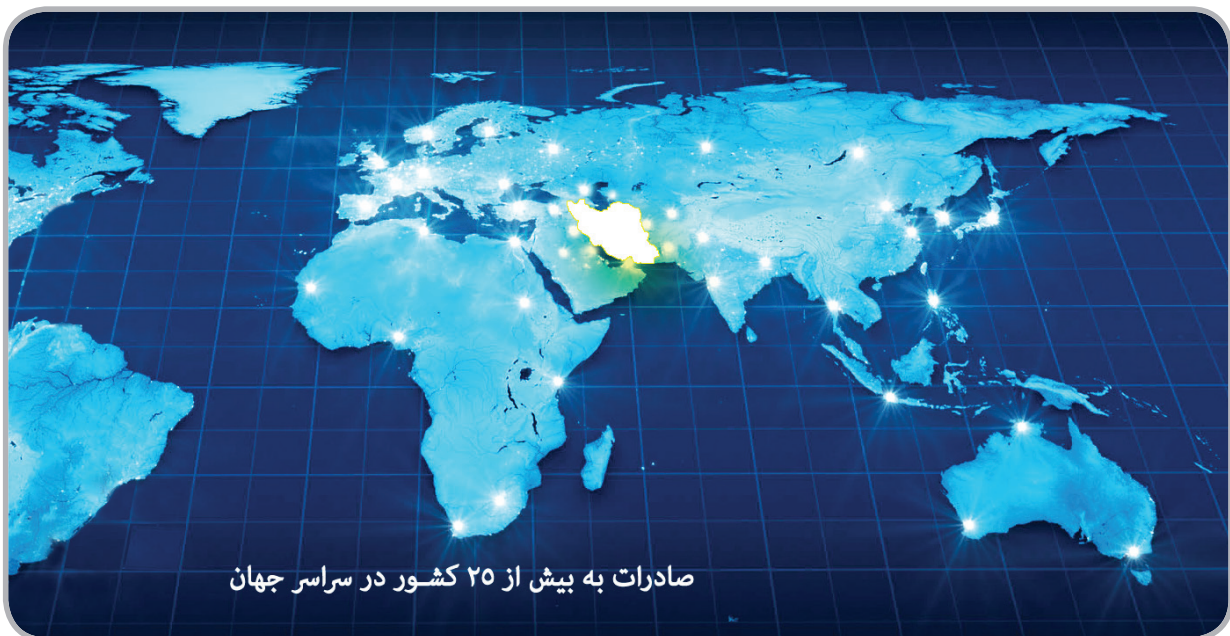 صادرات به بیش از ۲۵ کشور در سراسر جهان